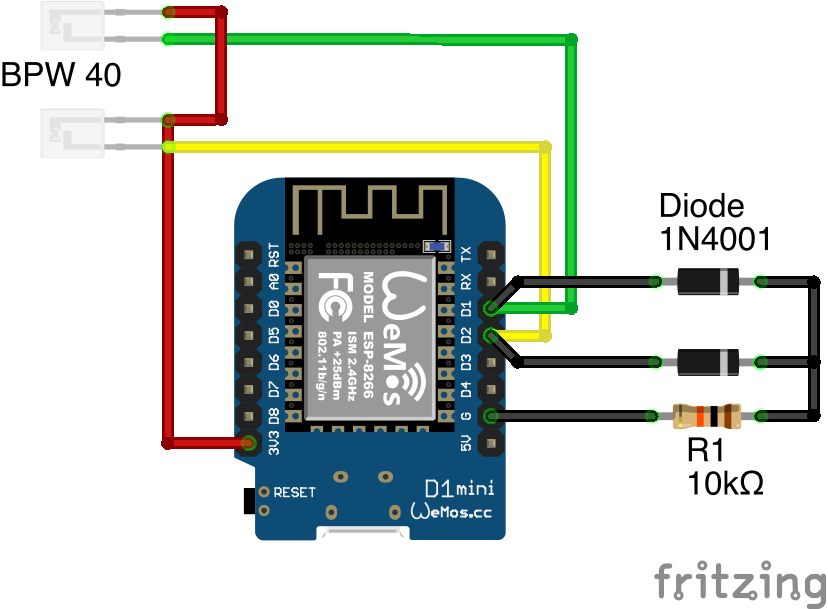 BPW 40
Diode
1N4001
RST
A0
D0
D5
D6
D7
D8
3V3
TX
RX
D1
D2
D3
D4
G
5V
WeMos
FC
MODEL ESP-8266
ISM 2.4GHz
PA +25dBm
802.11b/g/n
R1
10kΩ
RESET
D1mini
WeMos.cc
fritzing